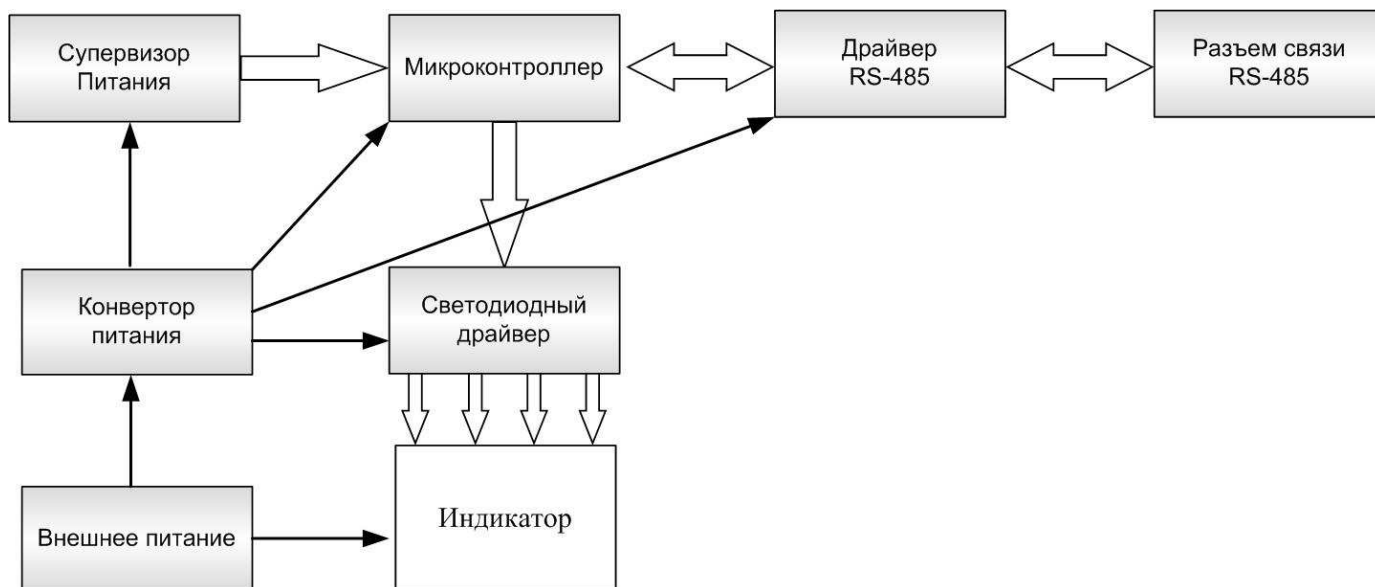 Супервизор
Питания
Микроконтроллер
Драйвер
RS-485
Разъем связи
RS-485
Конвертор
питания
Светодиодный
драйвер
Внешнее питание
Индикатор